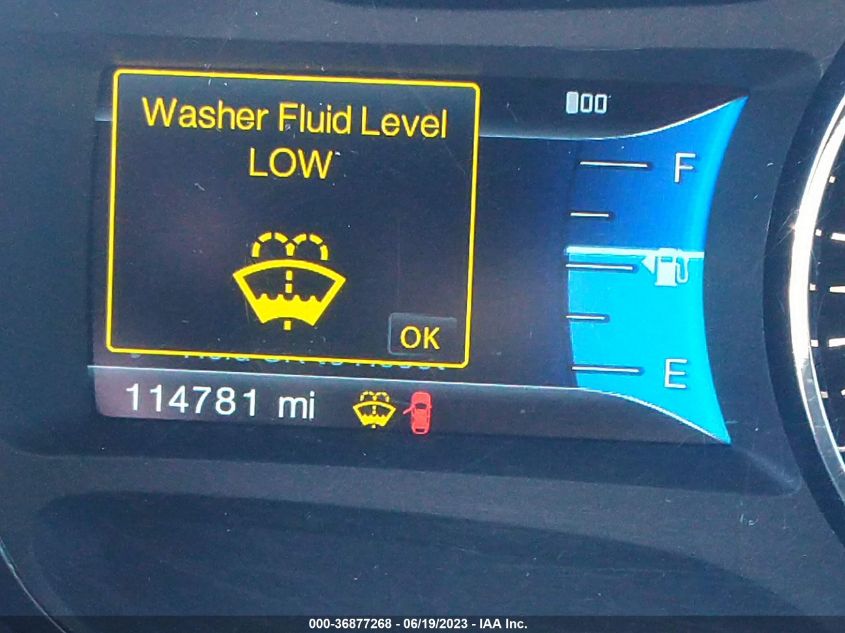 Washer Fluid Level
LOW
F
OK
E
114781 mi
000-36877268 - 06/19/2023 - IAA Inc.